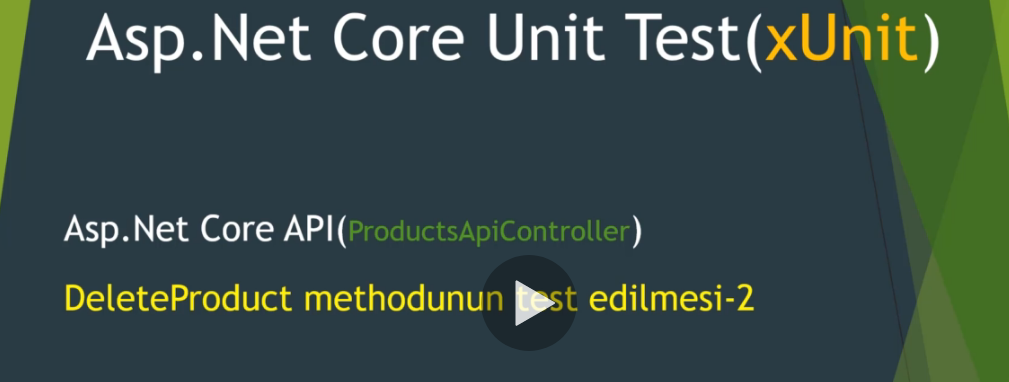 Asp.Net Core Unit Test(xUnit)
Asp.Net Core API(ProductsApiController)
DeleteProduct methodunun test edilmesi-2